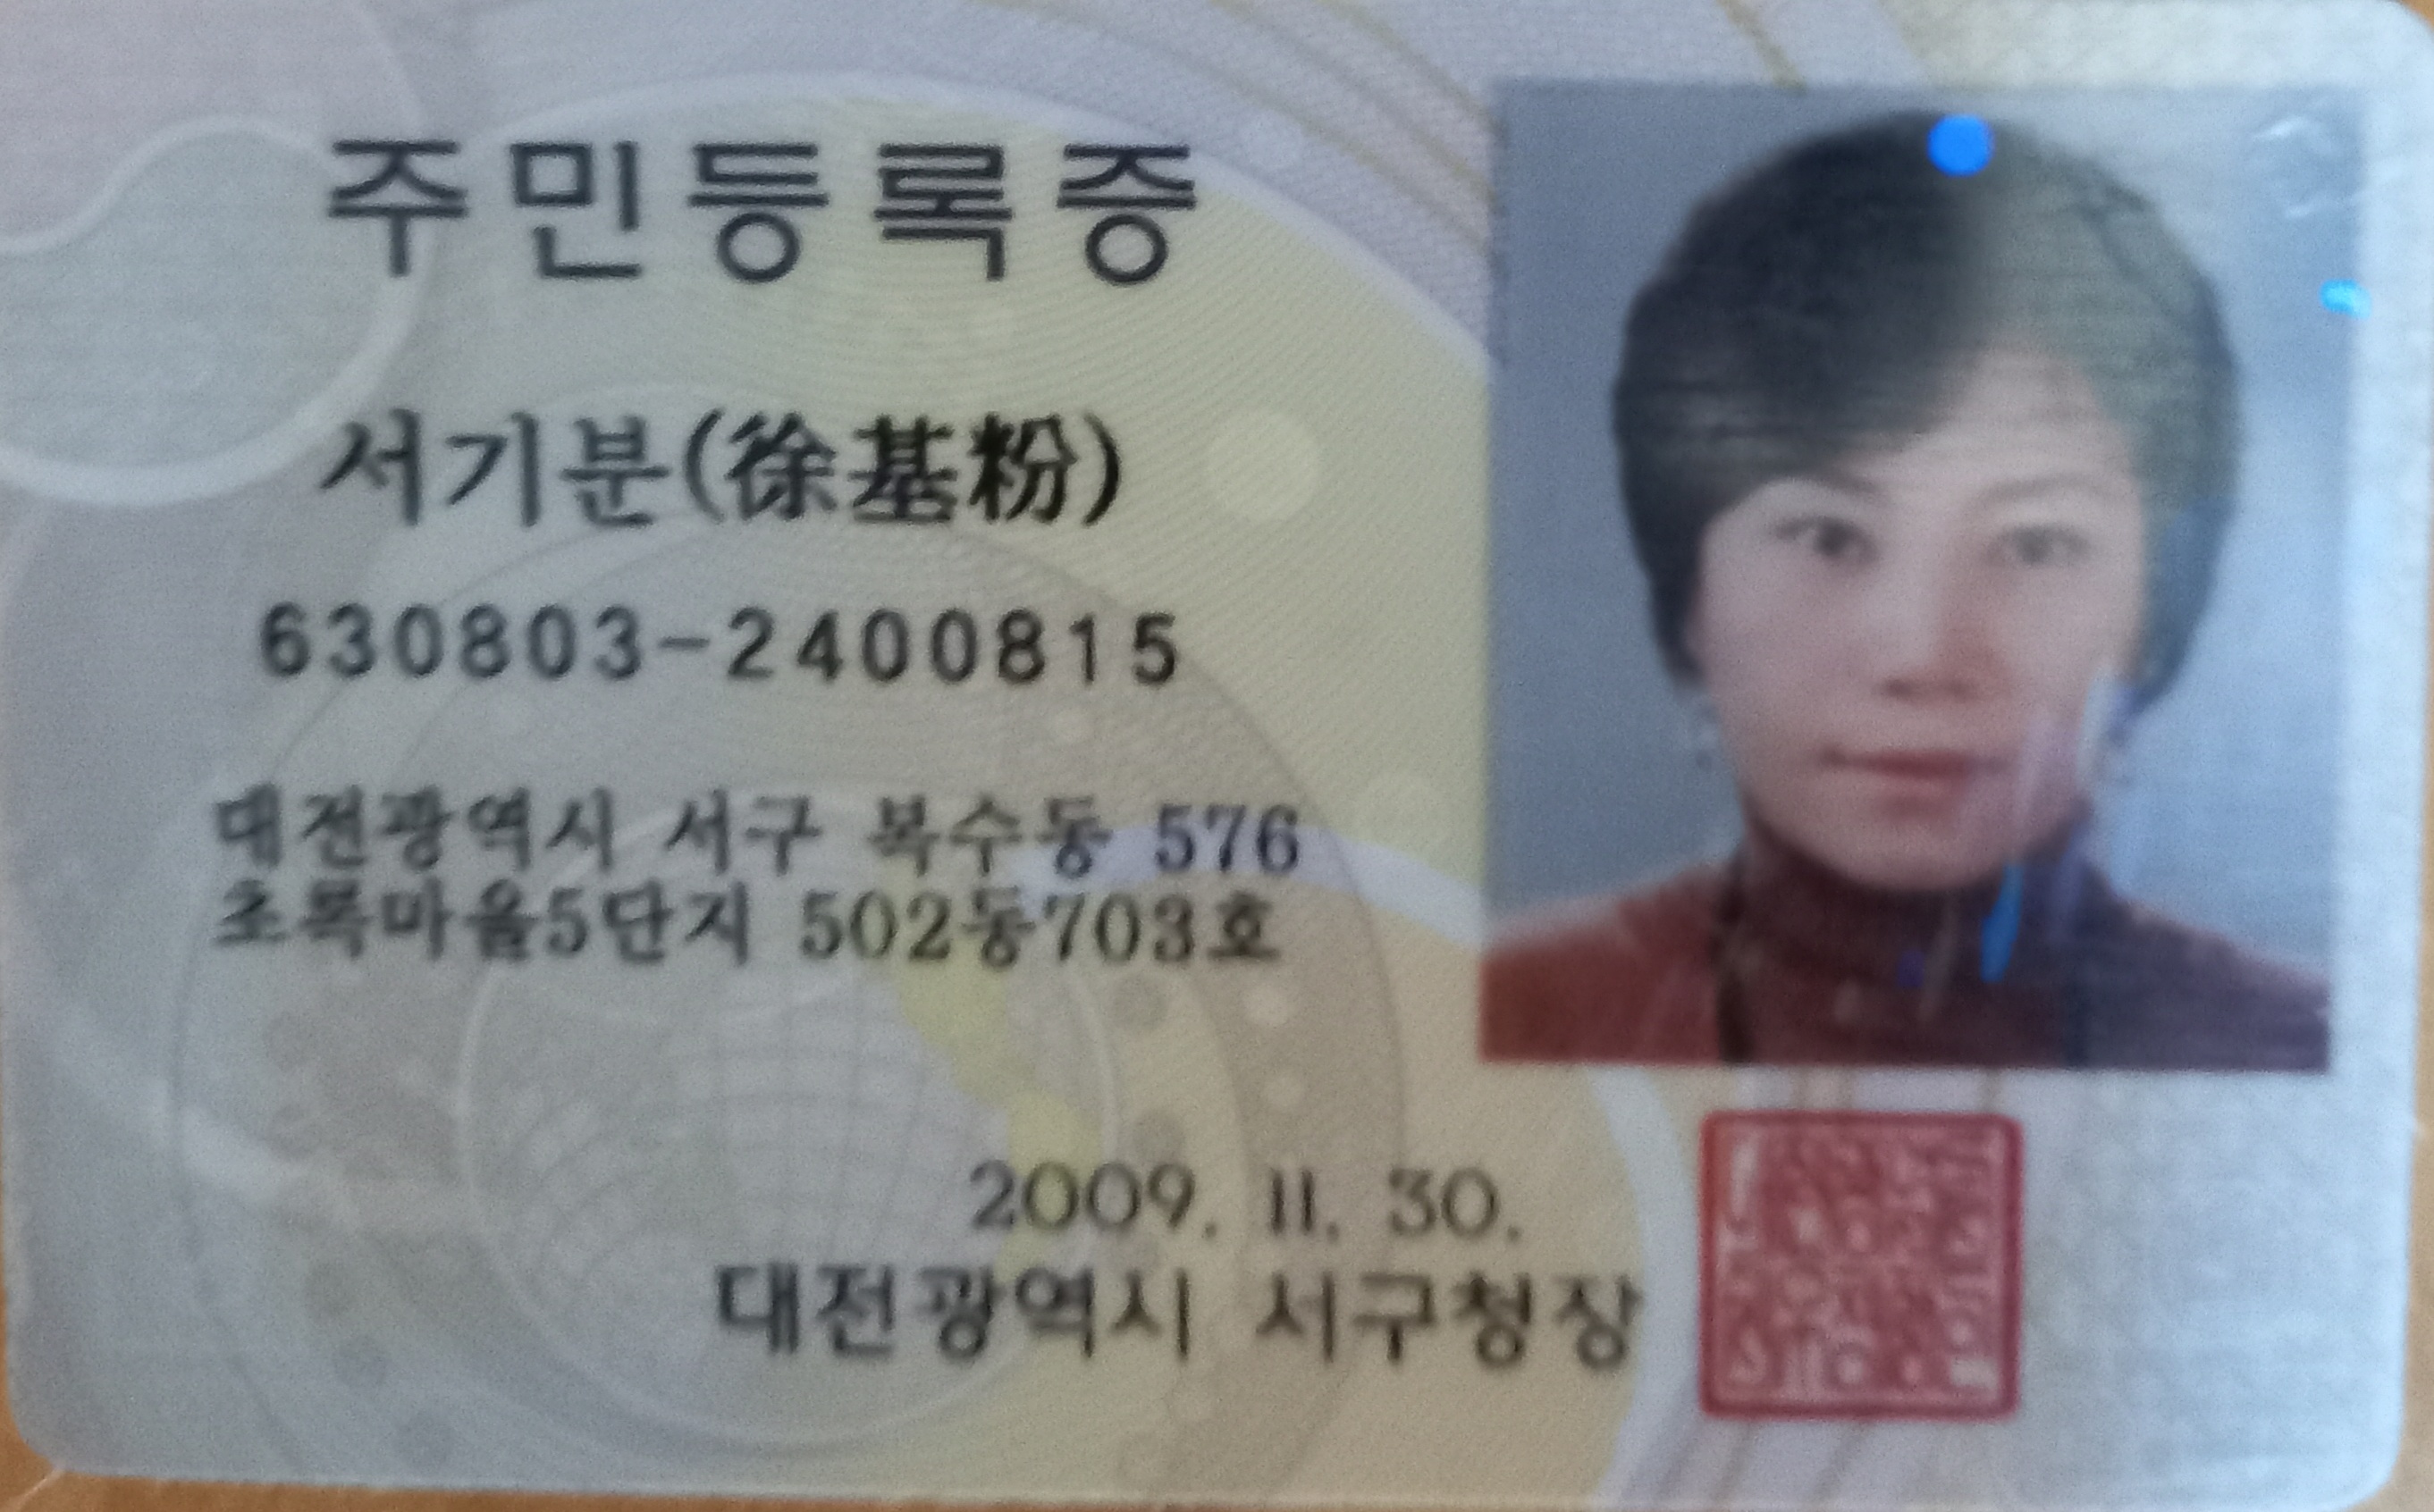 주민등록증
서기분(徐基粉)
630803-2400815
대전광역시 서구 복수동 576
초록마을5단지 502동703호
2009. 11. 30.
대전광역시 서구청장